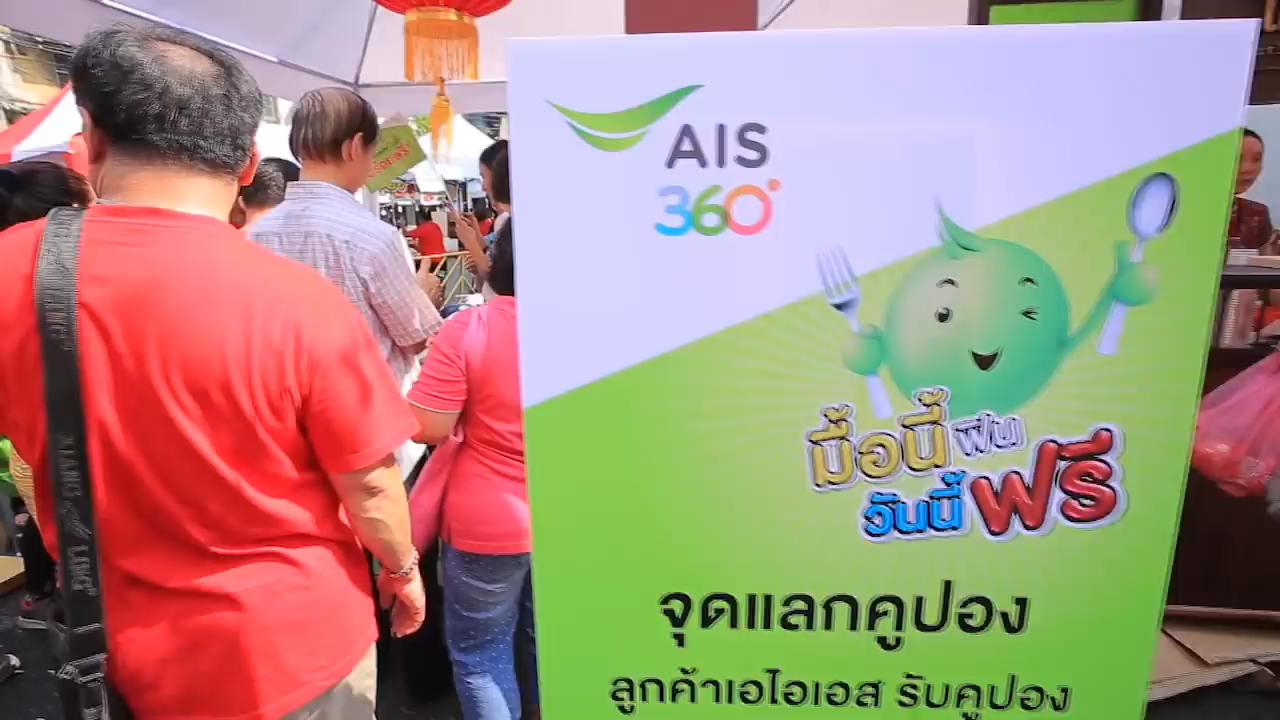 AIS
360°
มื้อนี้ ฟิน
วันนี้ ฟรี
จุดแลกคูปอง
ลูกค้าเอไอเอส รับคูปอง